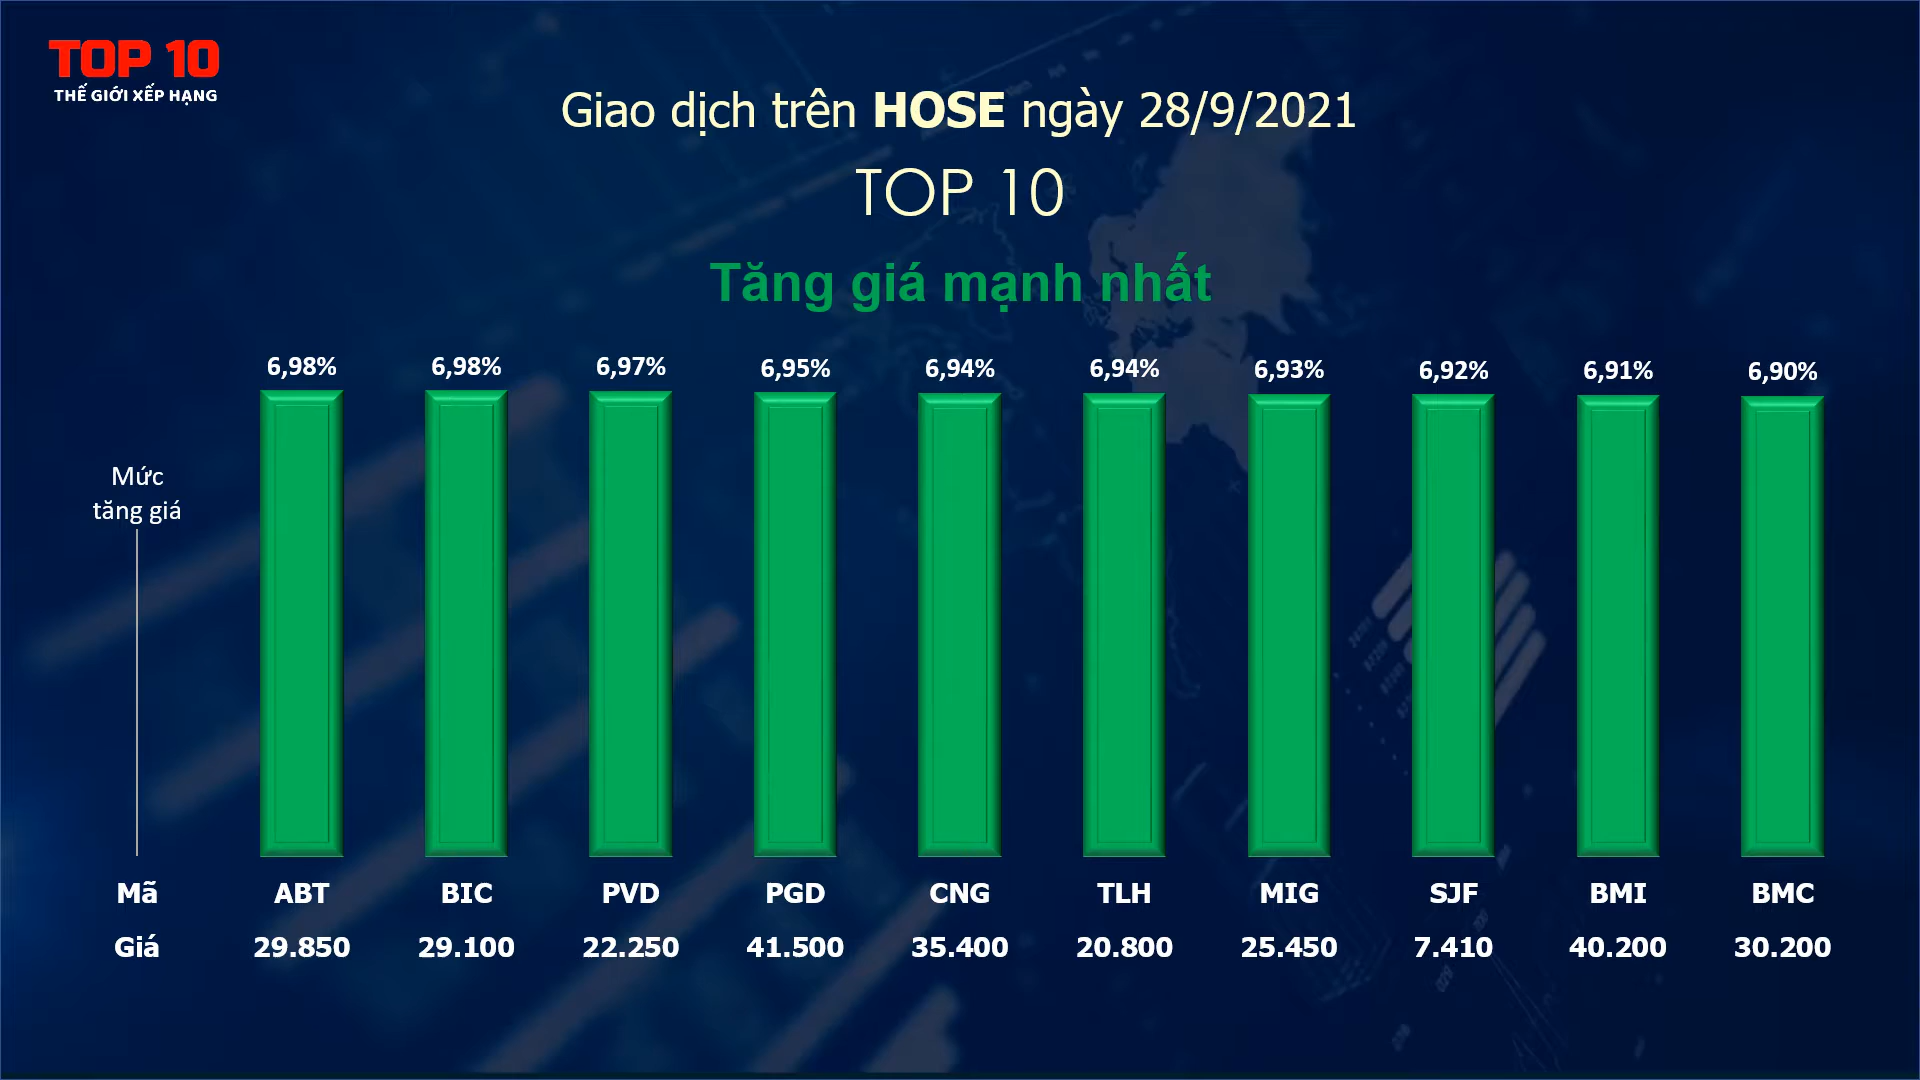 TOP 10
THẾ GIỚI XẾP HẠNG
Giao dịch trên HOSE ngày 28/9/2021
TOP 10
Tăng giá mạnh nhất
6,98% 6,98% 6,97% 6,95% 6,94% 6,94% 6,93% 6,92% 6,91% 6,90%
Mức
tăng giá
Mã ABT BIC PVD PGD CNG TLH MIG SJF BMI BMC
Giá 29.850 29.100 22.250 41.500 35.400 20.800 25.450 7.410 40.200 30.200